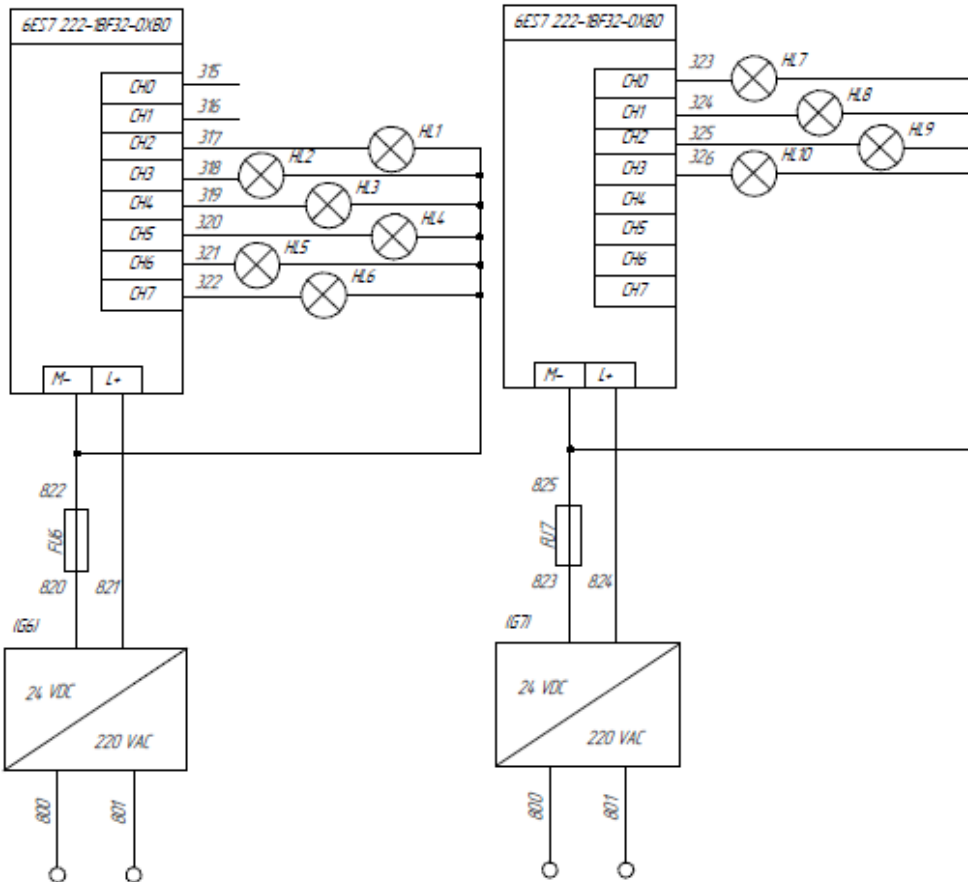 6ES7 222-1BF32-0XB0
CH0
CH1
CH2
CH3
CH4
CH5
CH6
CH7
315
316
317
318
319
320
321
322
HL1
HL2
HL3
HL4
HL5
HL6
M-
L+
822
FU6
820
821
(G6)
24 VDC
220 VAC
800
801
6ES7 222-1BF32-0XB0
CH0
CH1
CH2
CH3
CH4
CH5
CH6
CH7
323
324
325
326
HL7
HL8
HL9
HL10
M-
L+
825
FU7
823
824
(G7)
24 VDC
220 VAC
800
801